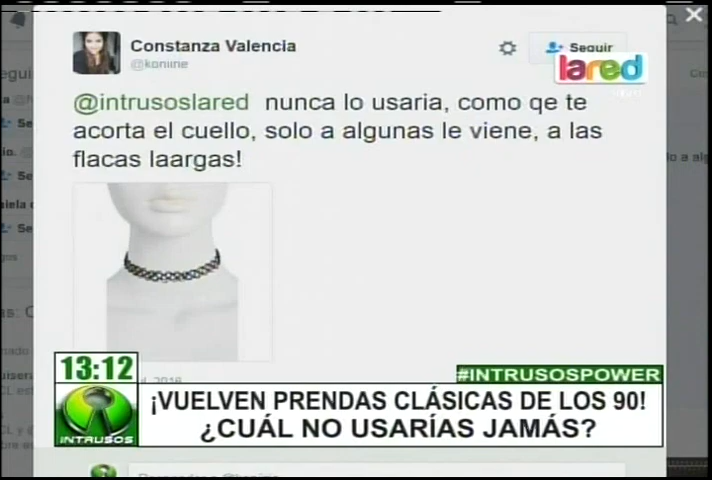 Constanza Valencia
@koniine
Seguir
lared
@intrusoslared nunca lo usaria, como qe te
acorta el cuello, solo a algunas le viene, a las
flacas laargas!
13:12
#INTRUSOSPOWER
INTRUSOS
¡VUELVEN PRENDAS CLÁSICAS DE LOS 90!
¿CUÁL NO USARÍAS JAMÁS?